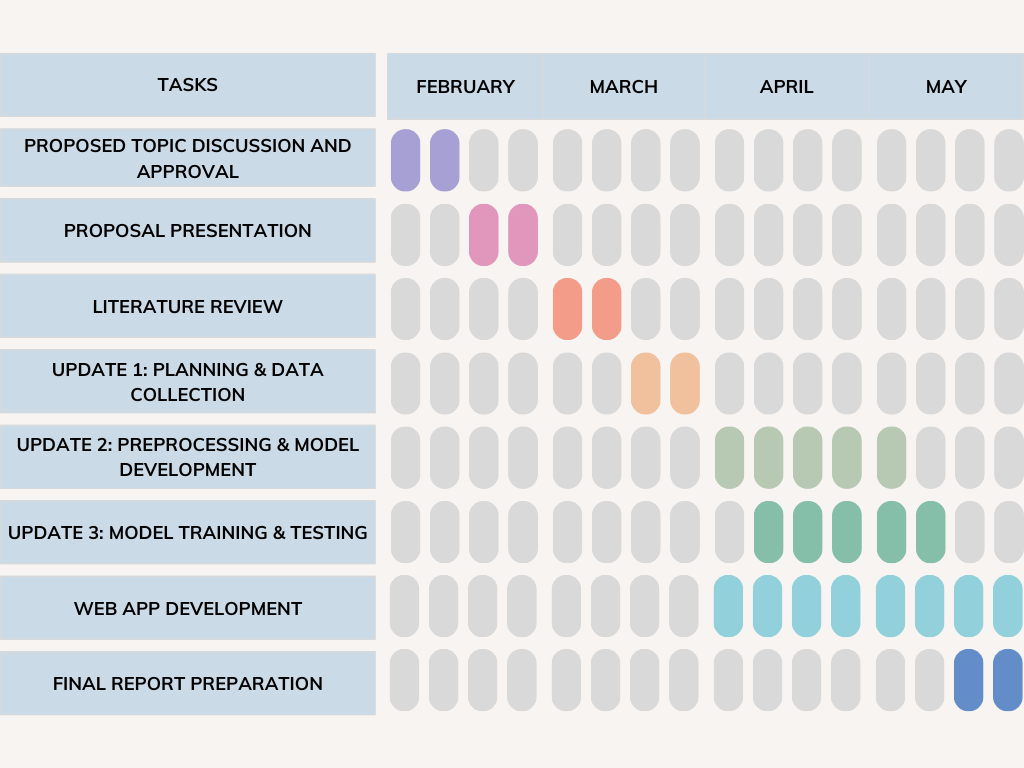 TASKS
FEBRUARY
MARCH
APRIL
MAY
PROPOSED TOPIC DISCUSSION AND
APPROVAL
PROPOSAL PRESENTATION
LITERATURE REVIEW
UPDATE 1: PLANNING & DATA
COLLECTION
UPDATE 2: PREPROCESSING & MODEL
DEVELOPMENT
UPDATE 3: MODEL TRAINING & TESTING
WEB APP DEVELOPMENT
FINAL REPORT PREPARATION